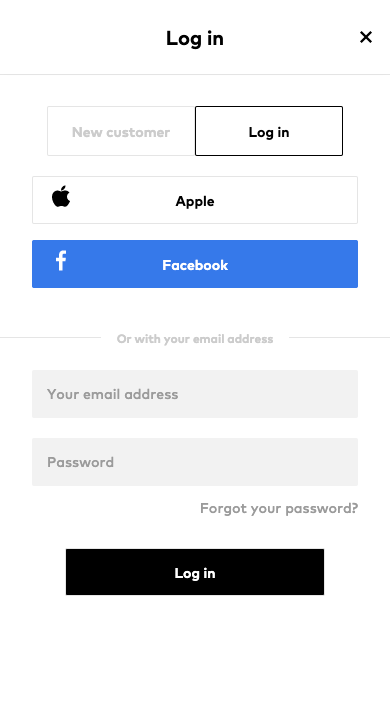 Log in
New customer
Log in
Apple
Facebook
Or with your email address
Your email address
Password
Forgot your password?
Log in